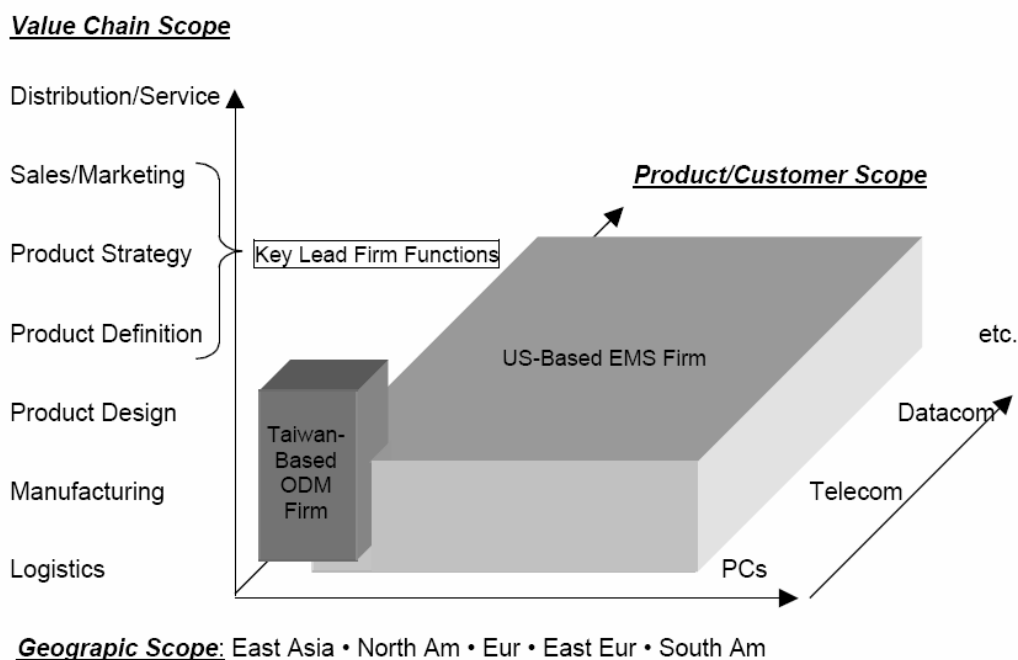 Value Chain Scope
Distribution/Service
Sales/Marketing
Product/Customer Scope
Product Strategy
Key Lead Firm Functions
Product Definition
etc.
US-Based EMS Firm
Product Design
Datacom
Taiwan-
Based
ODM
Firm
Manufacturing
Telecom
Logistics
PCs
Geograpic Scope: East Asia • North Am • Eur • East Eur • South Am